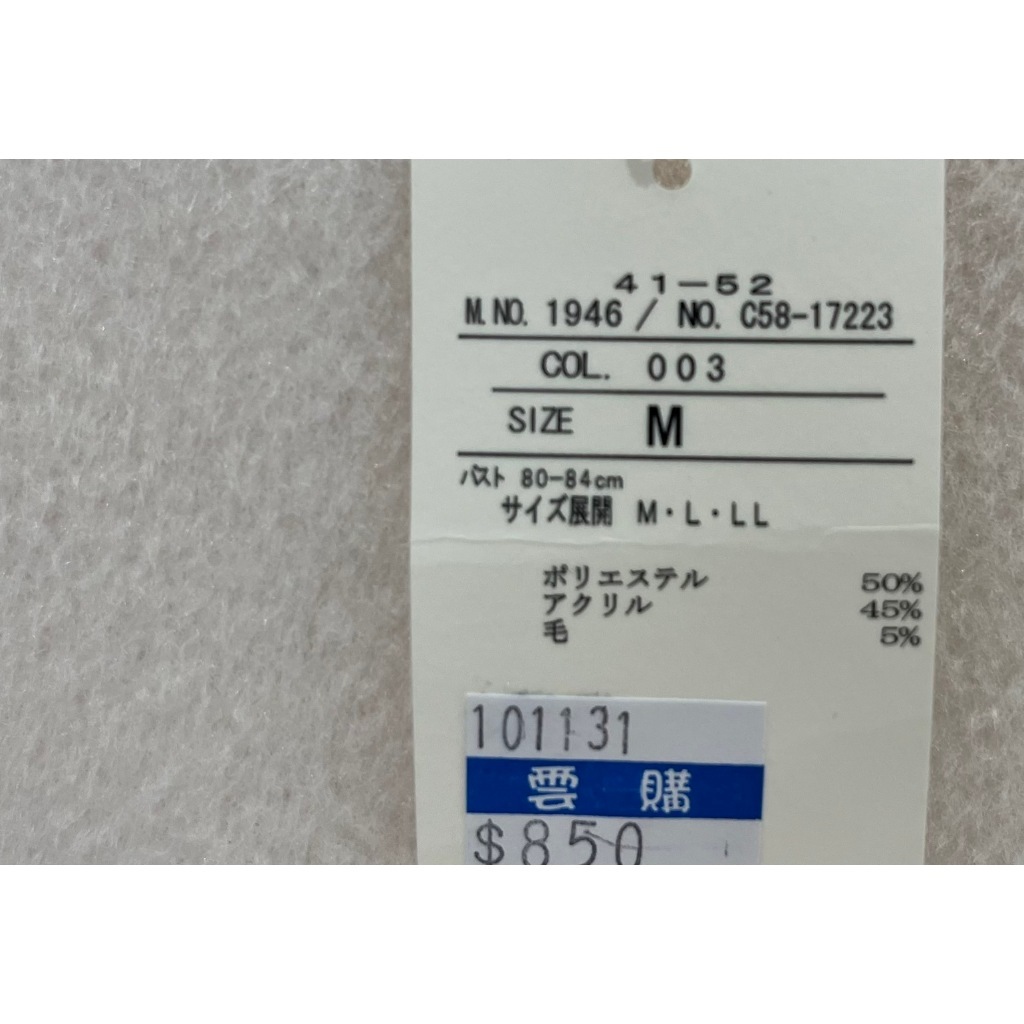 41-52
M.NO. 1946 / NO. C58-17223
COL. 003
SIZE M
バスト 80-84cm
サイズ展開 M・L・LL
ポリエステル 50%
アクリル 45%
毛 5%
101131
雲購
$850